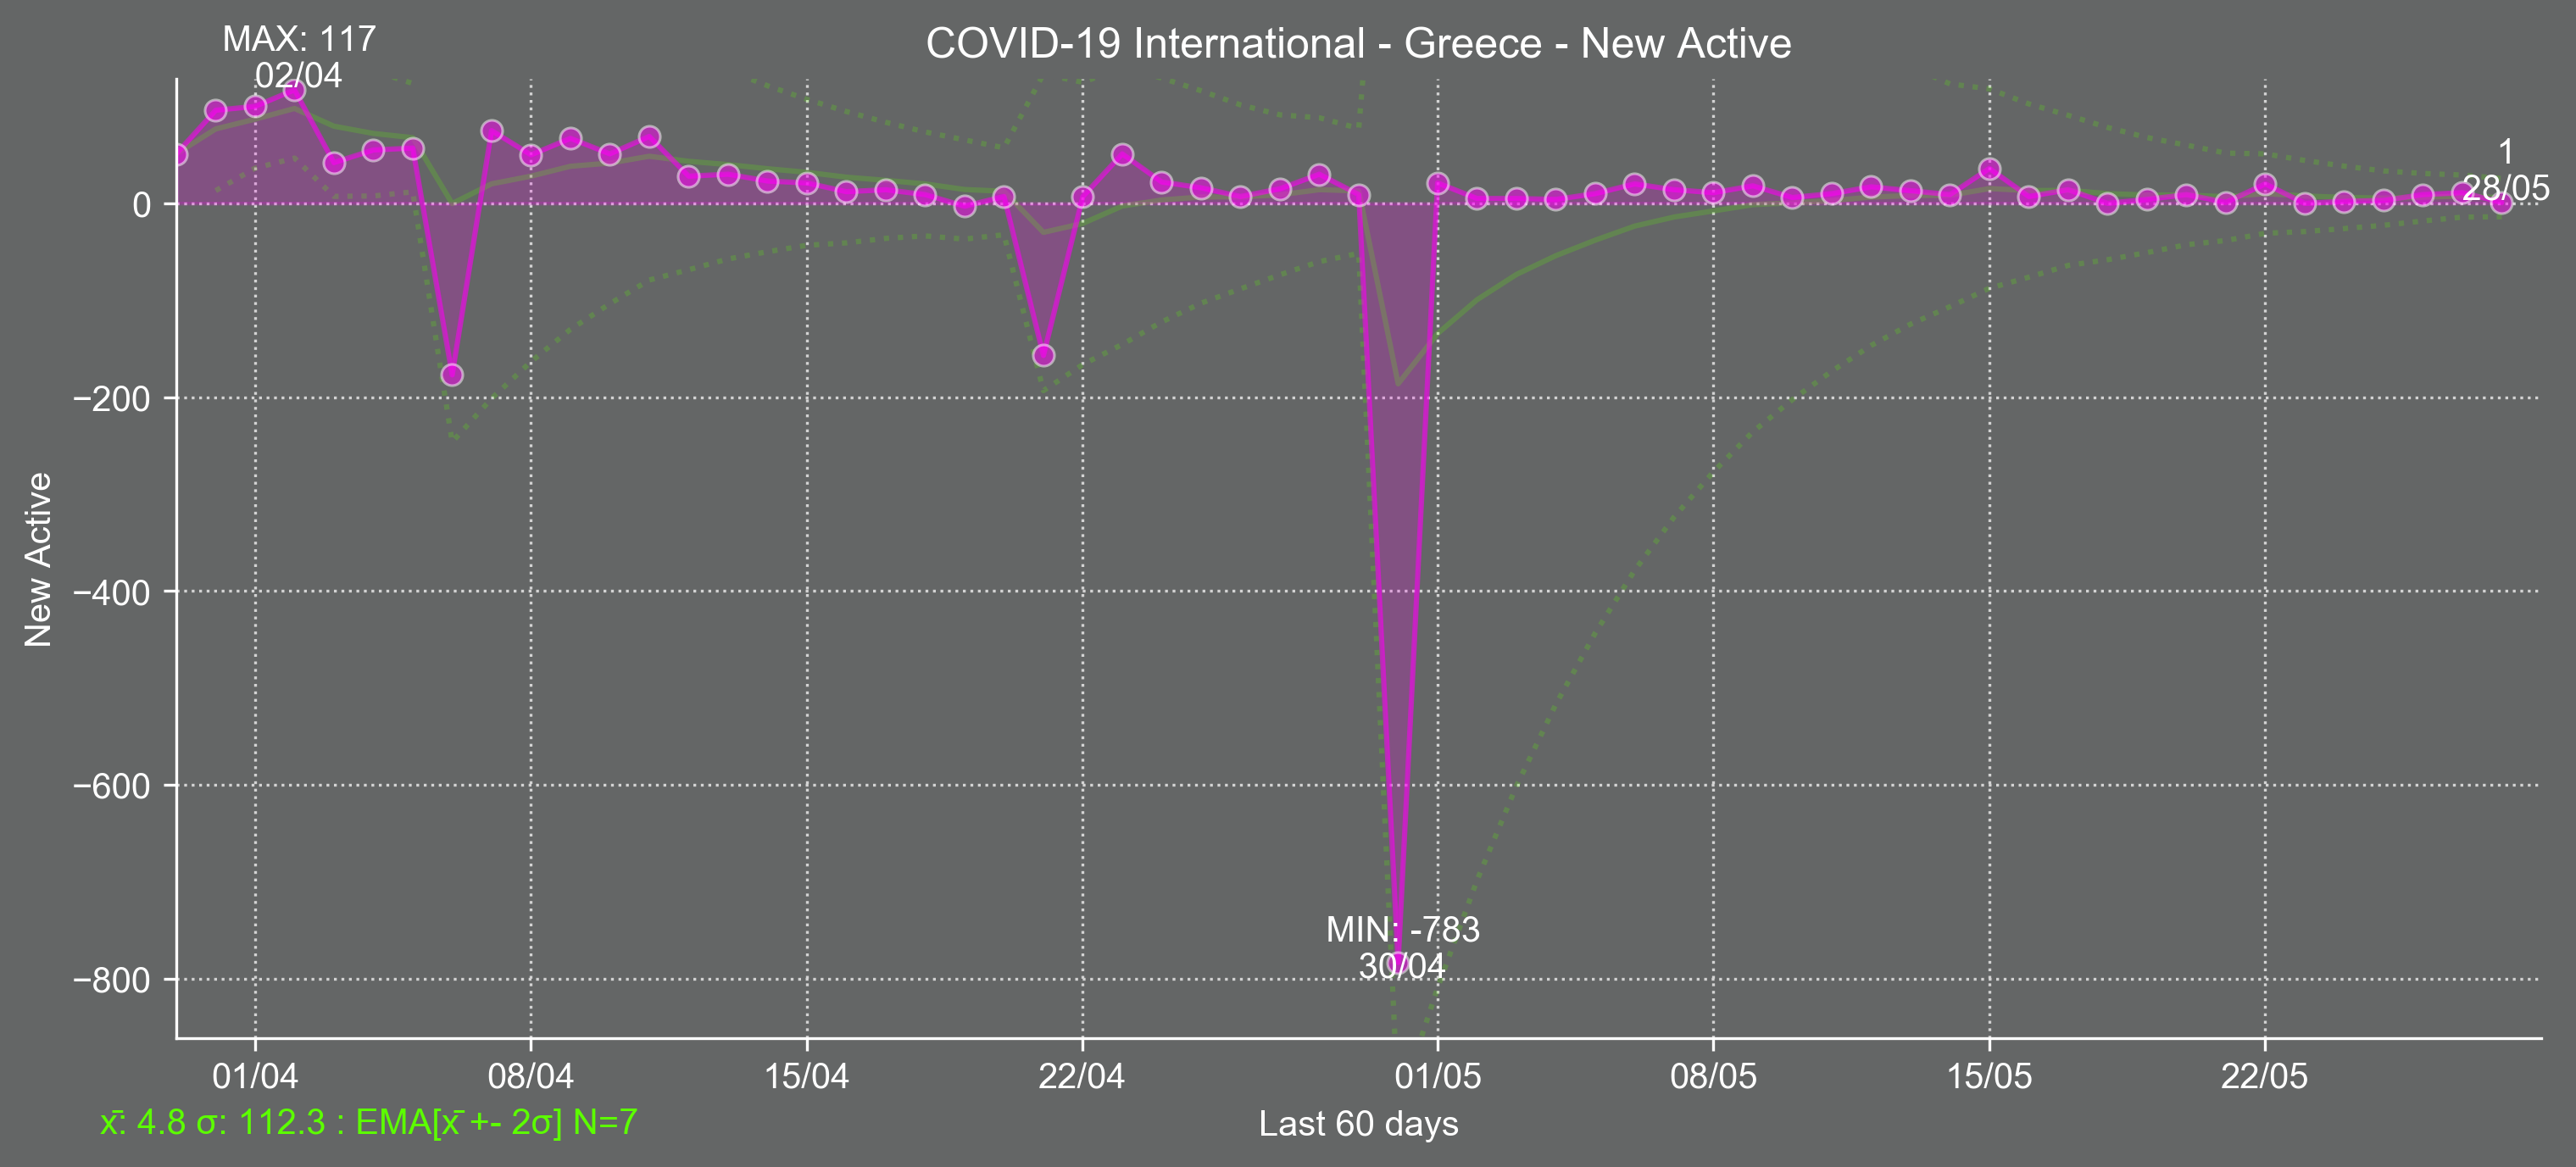 MAX: 117
02/04
COVID-19 International - Greece - New Active
1
28/05
New Active
0
−200
−400
−600
−800
MIN: -783
30/04
01/04
08/04
15/04
22/04
01/05
08/05
15/05
22/05
x̄: 4.8 σ: 112.3 : EMA[x̄ +- 2σ] N=7
Last 60 days